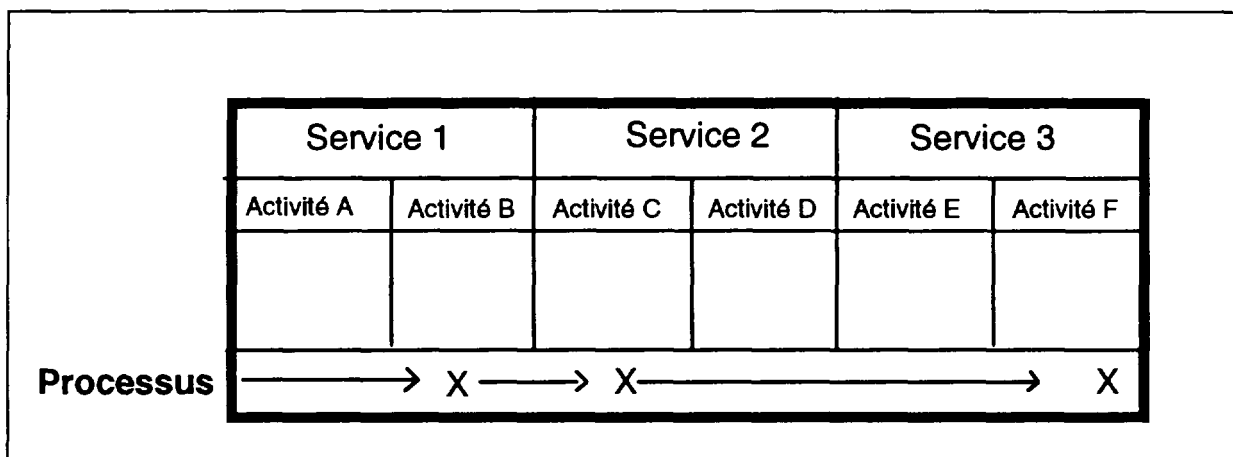 Service 1 Service 2 Service 3
Activité A Activité B Activité C Activité D Activité E Activité F
Processus X X X